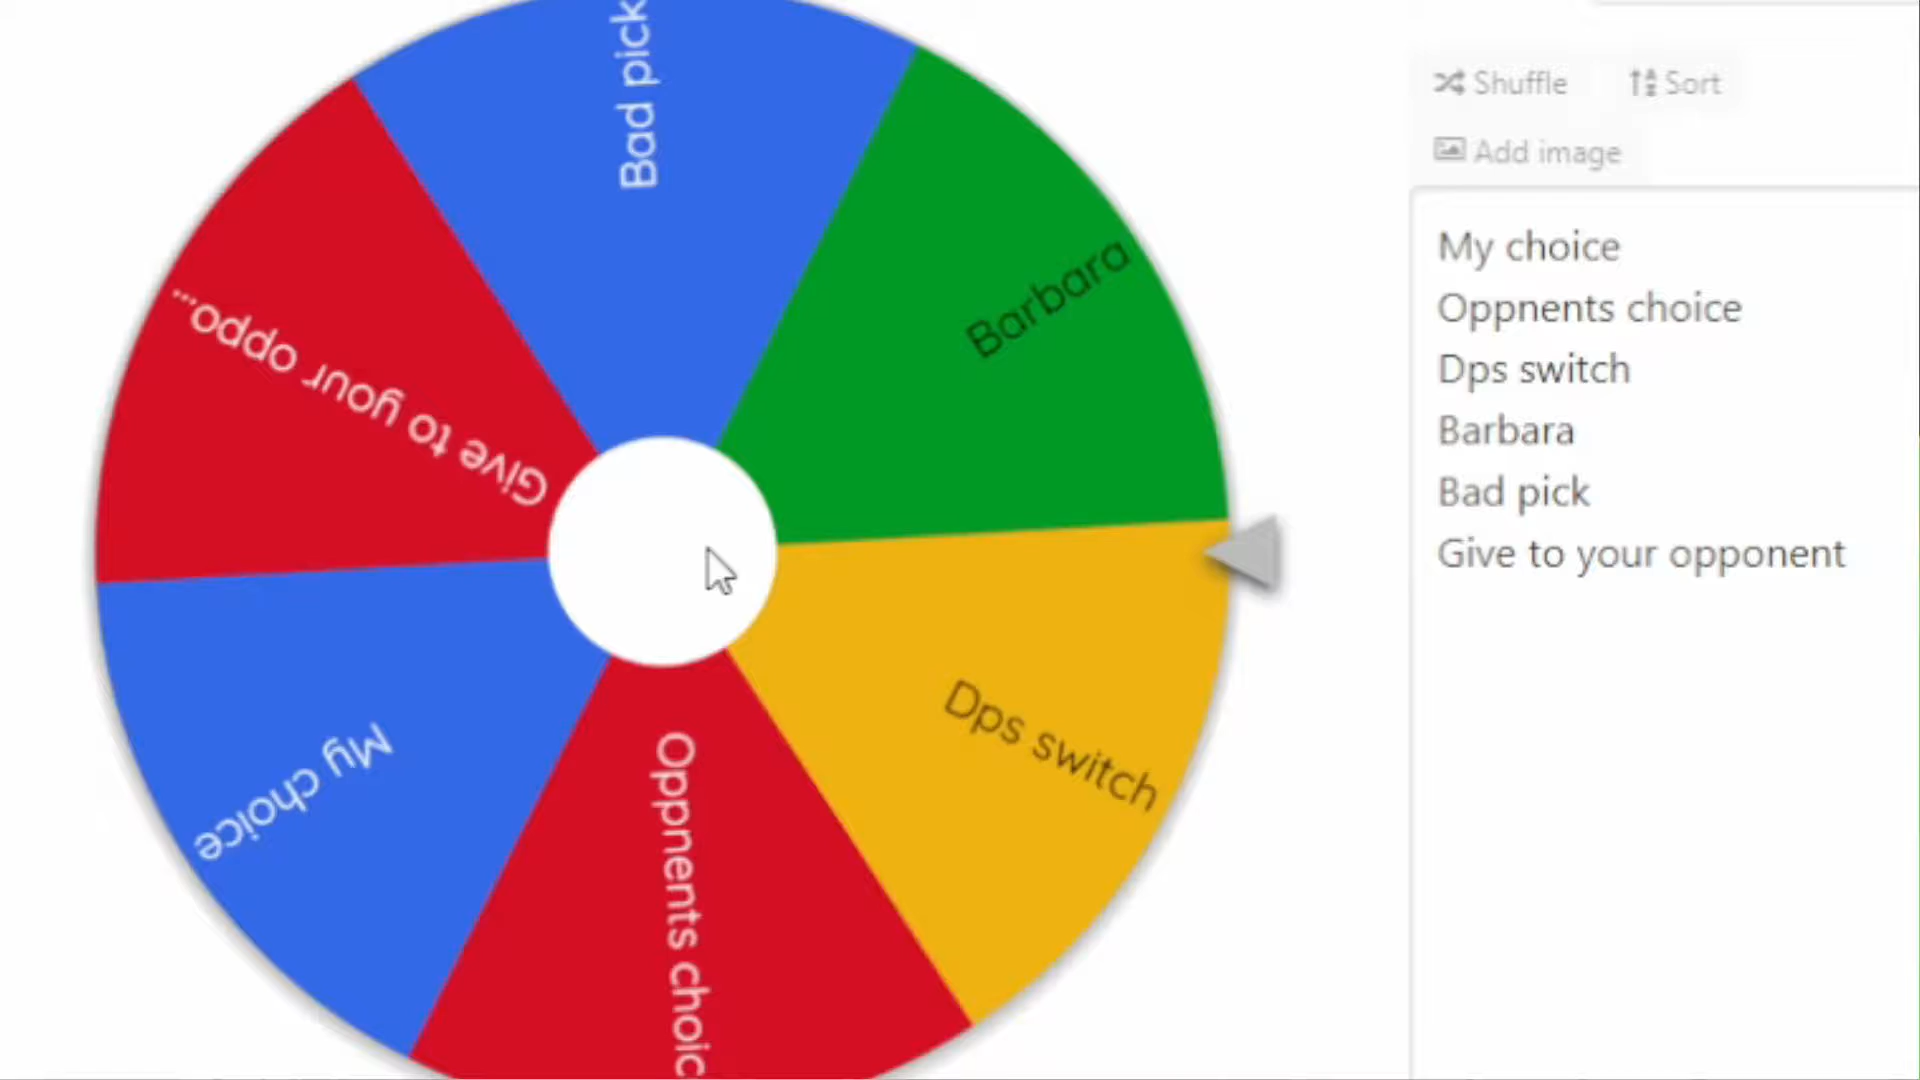 Bad pick
Barbara
Give to your oppo...
Dps switch
My choice
Oppnents choic
Shuffle
Sort
Add image
My choice
Oppnents choice
Dps switch
Barbara
Bad pick
Give to your opponent